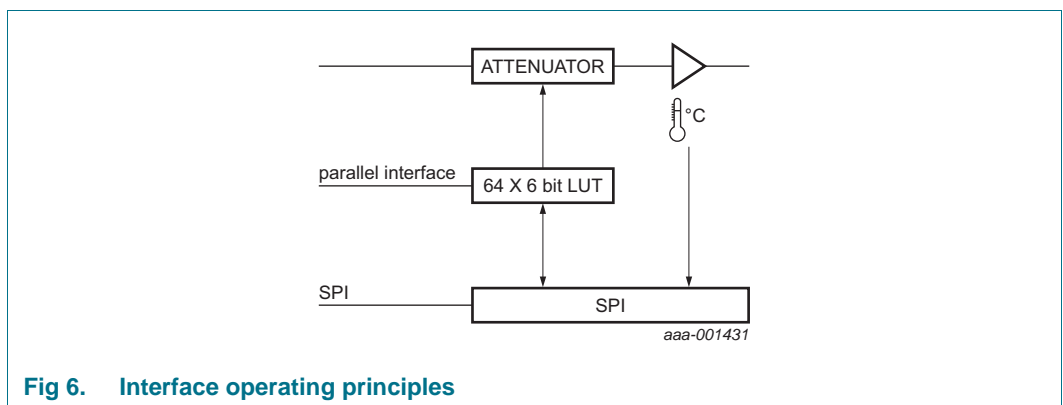 ATTENUATOR
°C
parallel interface
64 X 6 bit LUT
SPI
SPI
aaa-001431
Fig 6. Interface operating principles